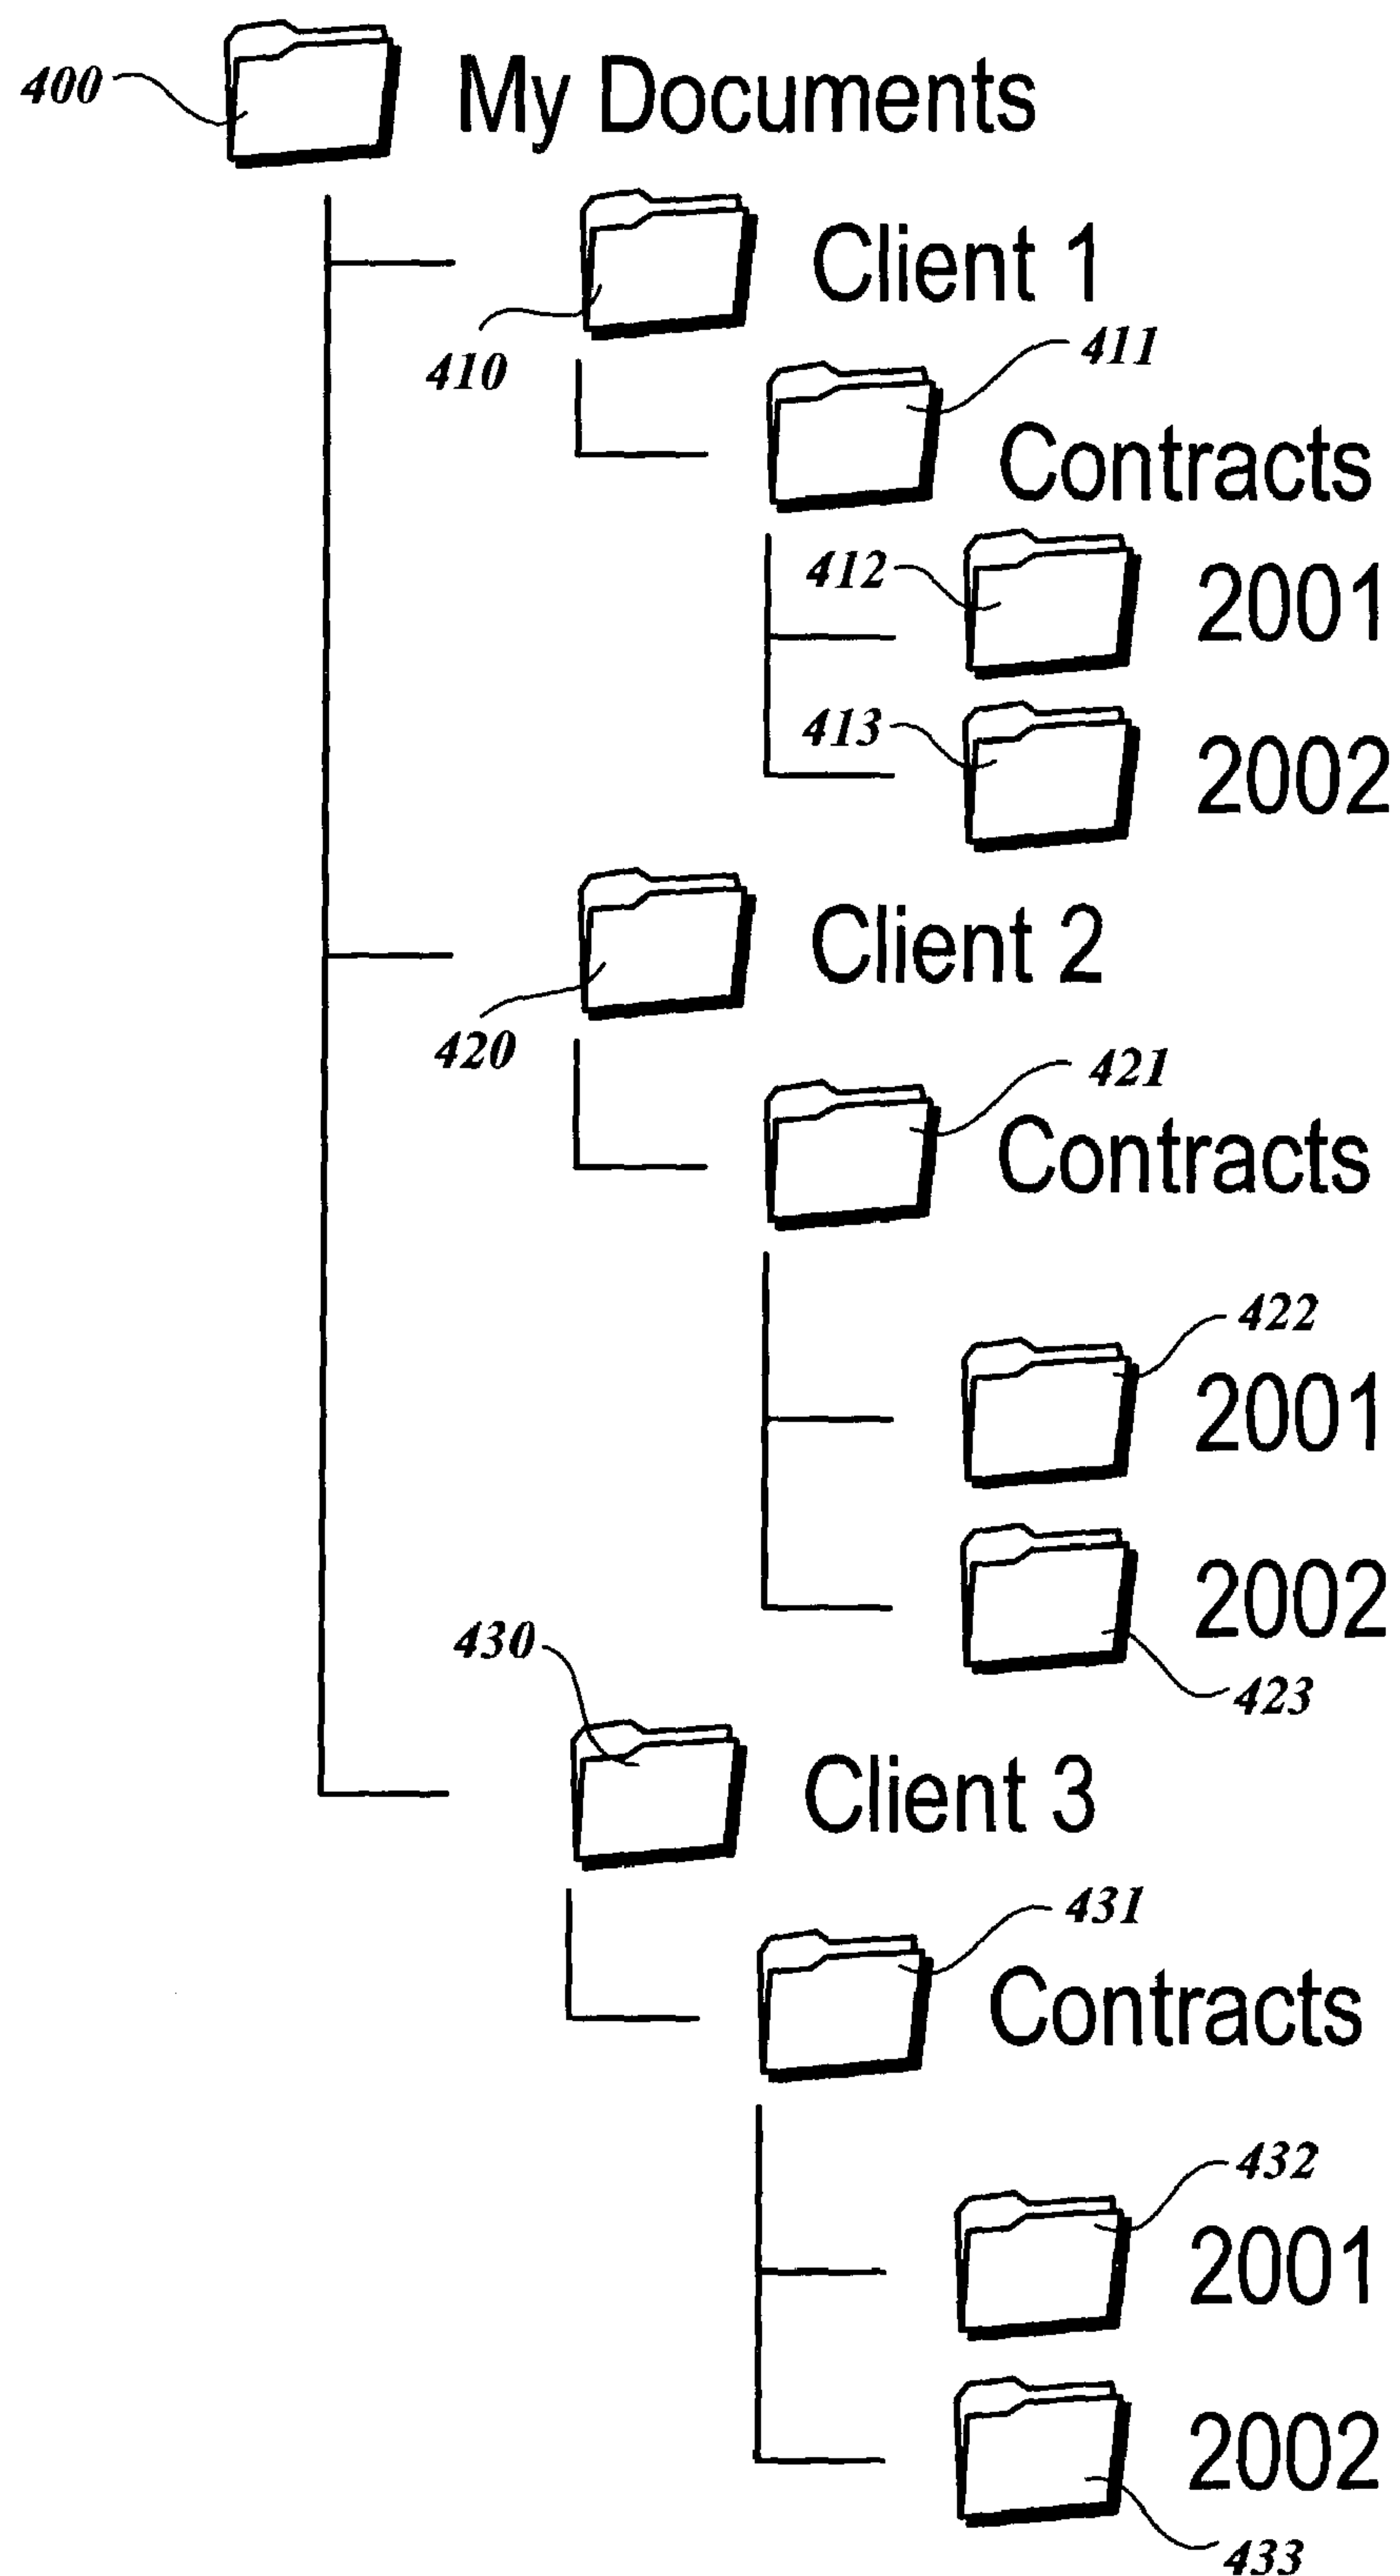 400 My Documents
Client 1
410
411
Contracts
412 2001
413 2002
Client 2
420
421
Contracts
422
2001
2002
423
430
Client 3
431
Contracts
432
2001
2002
433